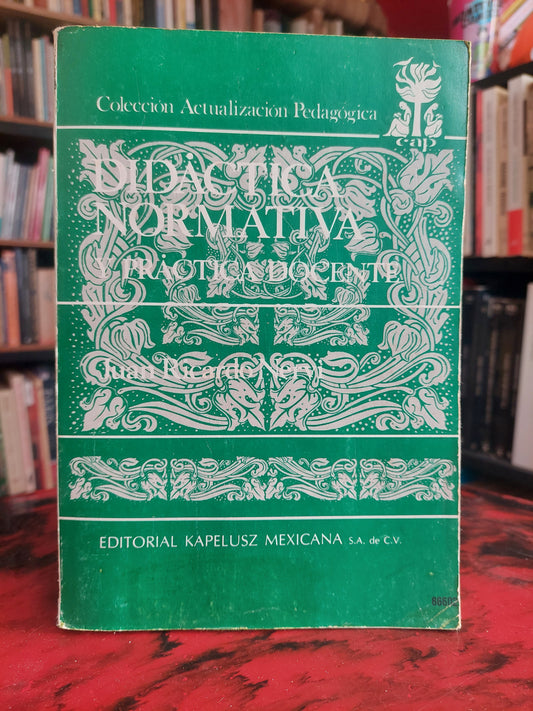 Colección Actualización Pedagógica
cap
DIDÁCTICA
NORMATIVA
Y PRÁCTICA DOCENTE
Juan Ricardo Nervi
EDITORIAL KAPELUSZ MEXICANA S.A. de C.V.